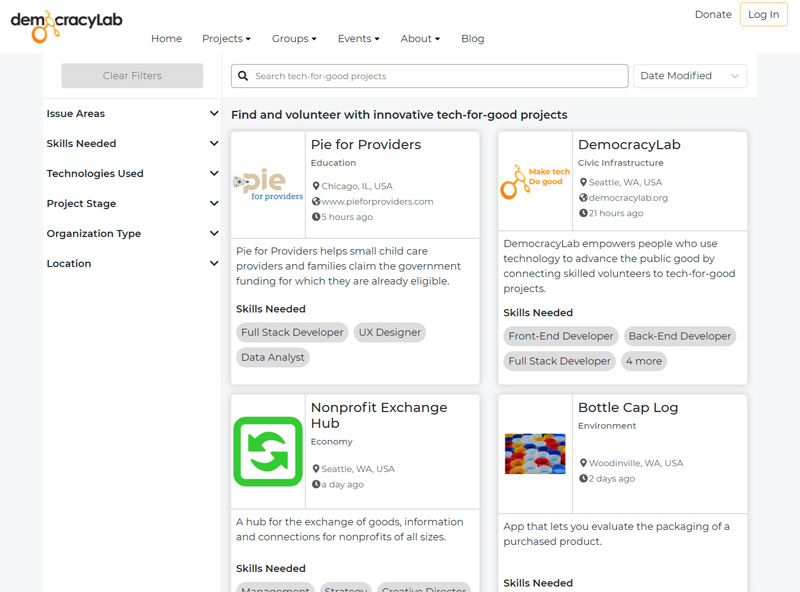 democracyLab
Donate
Log In
Home
Projects
Groups
Events
About
Blog
Clear Filters
Search tech-for-good projects
Date Modified
Issue Areas
Skills Needed
Technologies Used
Project Stage
Organization Type
Location
Find and volunteer with innovative tech-for-good projects
pie
for providers
Pie for Providers
Education
Chicago, IL, USA
www.pieforproviders.com
5 hours ago
Pie for Providers helps small child care
providers and families claim the government
funding for which they are already eligible.
Skills Needed
Full Stack Developer
UX Designer
Data Analyst
Make tech
Do good
DemocracyLab
Civic Infrastructure
Seattle, WA, USA
democracylab.org
21 hours ago
DemocracyLab empowers people who use
technology to advance the public good by
connecting skilled volunteers to tech-for-good
projects.
Skills Needed
Front-End Developer
Back-End Developer
Full Stack Developer
4 more
Nonprofit Exchange
Hub
Economy
Seattle, WA, USA
a day ago
A hub for the exchange of goods, information
and connections for nonprofits of all sizes.
Skills Needed
Management
Strategy
Creative Director
Bottle Cap Log
Environment
Woodinville, WA, USA
2 days ago
App that lets you evaluate the packaging of a
purchased product.
Skills Needed